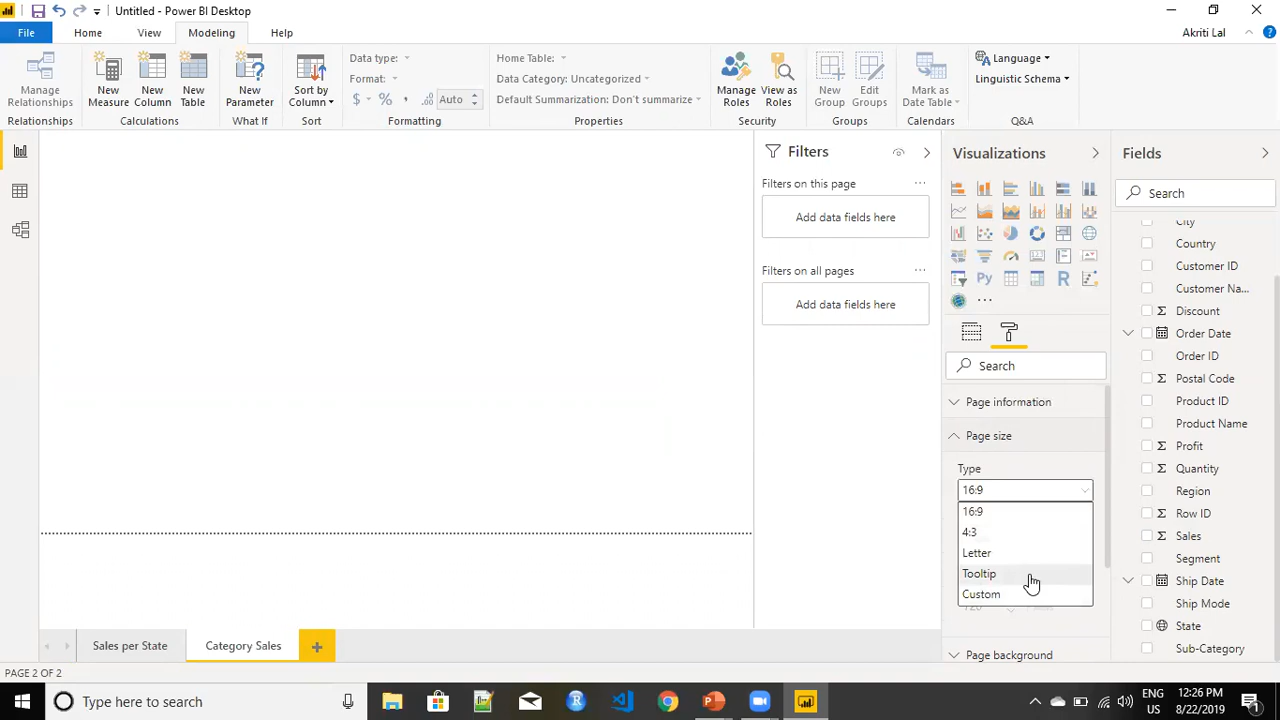 Untitled - Power BI Desktop
File Home View Modeling Help Akriti Lal
Manage Relationships
New Measure
New Column
New Table
New Parameter
Sort by Column
Data type:
Format:
$ % , Auto
Home Table:
Data Category: Uncategorized
Default Summarization: Don't summarize
Manage Roles
View as Roles
New Group
Edit Groups
Mark as Date Table
Language
Linguistic Schema
Relationships Calculations What If Sort Formatting Properties Security Groups Calendars Q&A
Filters
Filters on this page
Add data fields here
Filters on all pages
Add data fields here
Visualizations
Py
R
Search
Page information
Page size
Type
16:9
16:9
4:3
Letter
Tooltip
Custom
Page background
Fields
Search
City
Country
Customer ID
Customer Na...
Discount
Order Date
Order ID
Postal Code
Product ID
Product Name
Profit
Quantity
Region
Row ID
Sales
Segment
Ship Date
Ship Mode
State
Sub-Category
Sales per State Category Sales
PAGE 2 OF 2
Type here to search
ENG
US
12:26 PM
8/22/2019